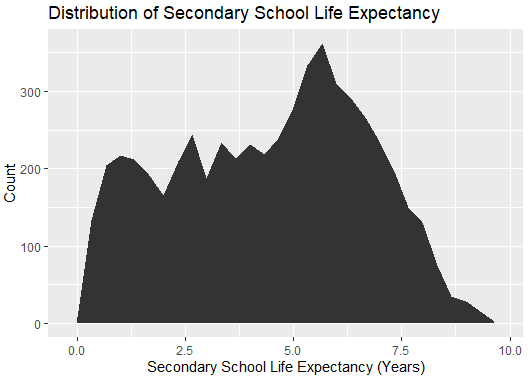 Distribution of Secondary School Life Expectancy
Count
300
200
100
0
0.0 2.5 5.0 7.5 10.0
Secondary School Life Expectancy (Years)